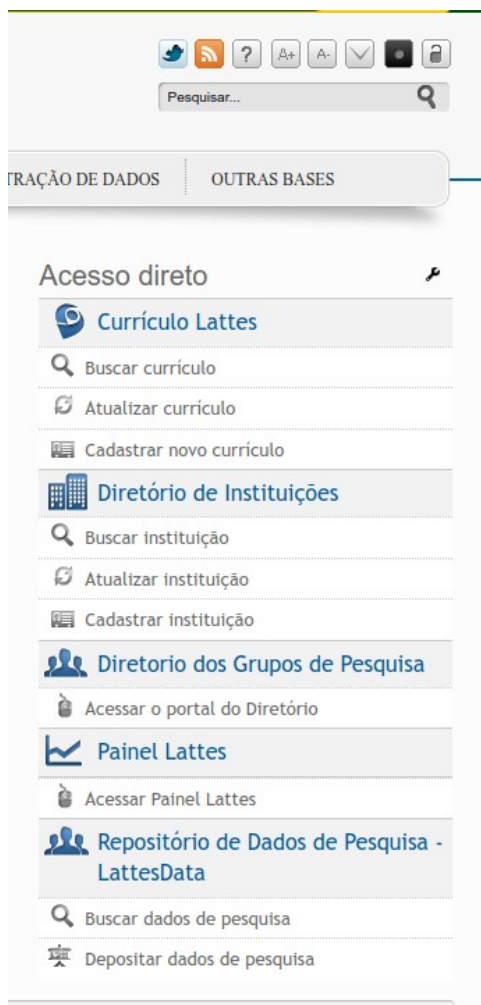 ? A+ A-
Pesquisar...
TRAÇÃO DE DADOS OUTRAS BASES
Acesso direto
Currículo Lattes
Buscar currículo
Atualizar currículo
Cadastrar novo currículo
Diretório de Instituições
Buscar instituição
Atualizar instituição
Cadastrar instituição
Diretorio dos Grupos de Pesquisa
Acessar o portal do Diretório
Painel Lattes
Acessar Painel Lattes
Repositório de Dados de Pesquisa -
LattesData
Buscar dados de pesquisa
Depositar dados de pesquisa